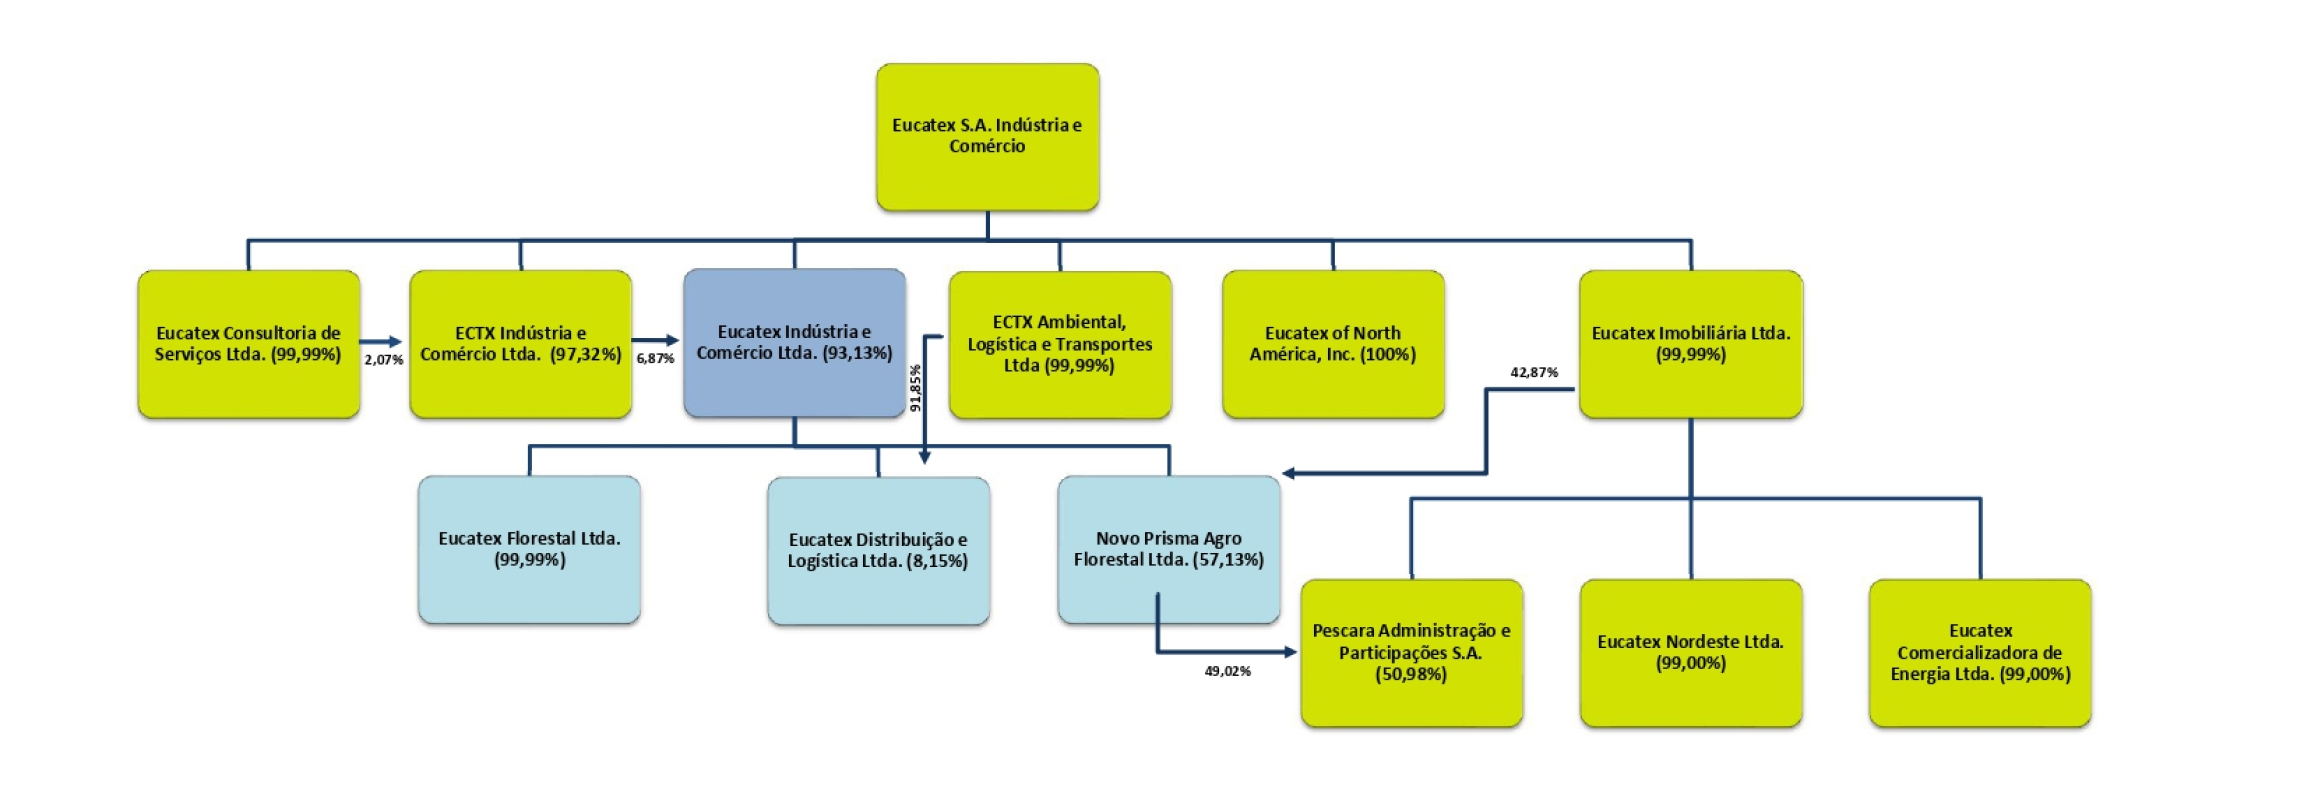 Eucatex S.A. Indústria e
Comércio
Eucatex Consultoria de
Serviços Ltda. (99,99%)
2,07%
ECTX Indústria e
Comércio Ltda. (97,32%)
6,87%
Eucatex Indústria e
Comércio Ltda. (93,13%)
91,85%
ECTX Ambiental,
Logística e Transportes
Ltda (99,99%)
Eucatex of North
América, Inc. (100%)
Eucatex Imobiliária Ltda.
(99,99%)
42,87%
Eucatex Florestal Ltda.
(99,99%)
Eucatex Distribuição e
Logística Ltda. (8,15%)
Novo Prisma Agro
Florestal Ltda. (57,13%)
49,02%
Pescara Administração e
Participações S.A.
(50,98%)
Eucatex Nordeste Ltda.
(99,00%)
Eucatex
Comercializadora de
Energia Ltda. (99,00%)